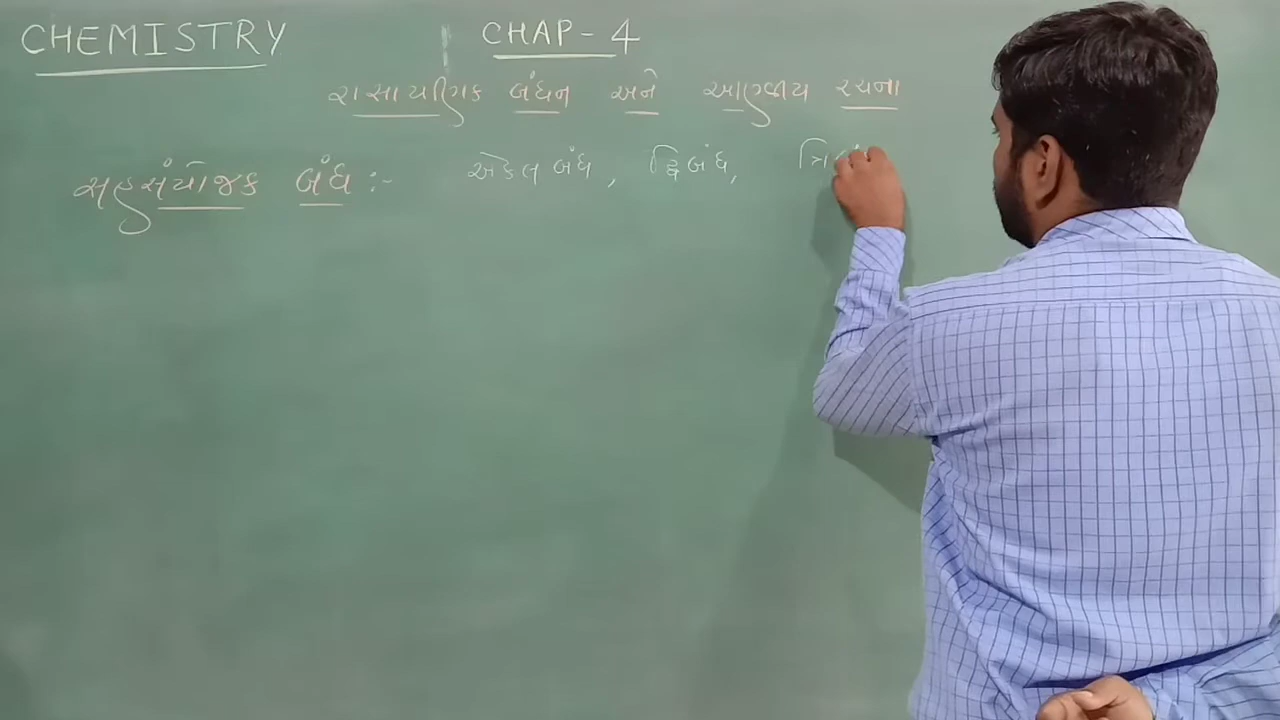 CHEMISTRY CHAP-4
રાસાયણિક બંધન અને આણ્વીય રચના
સહસંયોજક બંધ :- એકલ બંધ, દ્વિબંધ, ત્રિબં